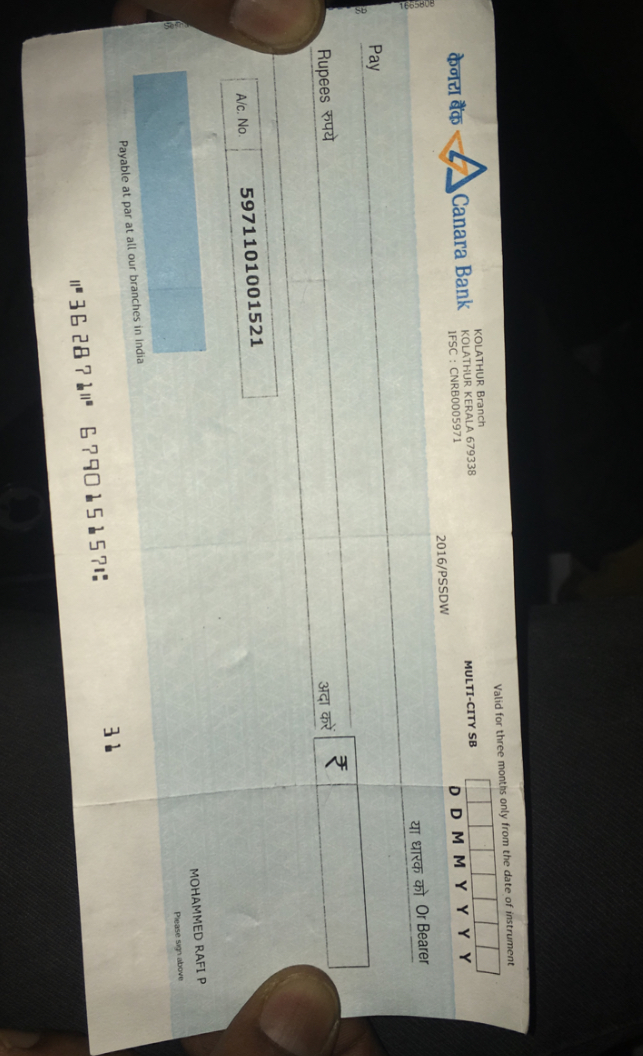 केनरा बैंक Canara Bank
KOLATHUR Branch
KOLATHUR KERALA 679338
IFSC : CNRB0005971
2016/PSSDW
Valid for three months only from the date of instrument
MULTI-CITY SB
D D M M Y Y Y Y
Pay
या धारक को Or Bearer
Rupees रुपये
अदा करें ₹
A/c. No. 5971101001521
MOHAMMED RAFI P
Please sign above
Payable at par at all our branches in India
⑈362871⑈ 679015157⑆ 31